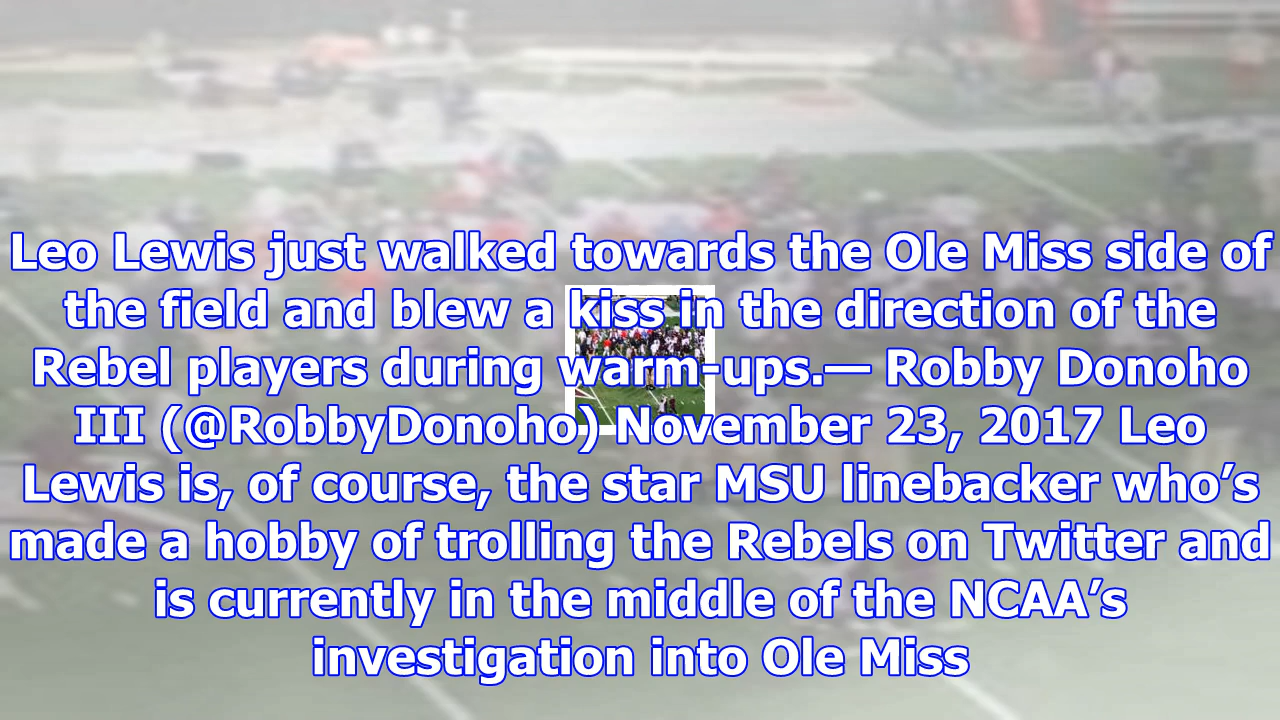 Leo Lewis just walked towards the Ole Miss side of
the field and blew a kiss in the direction of the
Rebel players during warm-ups.— Robby Donoho
III (@RobbyDonoho) November 23, 2017 Leo
Lewis is, of course, the star MSU linebacker who’s
made a hobby of trolling the Rebels on Twitter and
is currently in the middle of the NCAA’s
investigation into Ole Miss